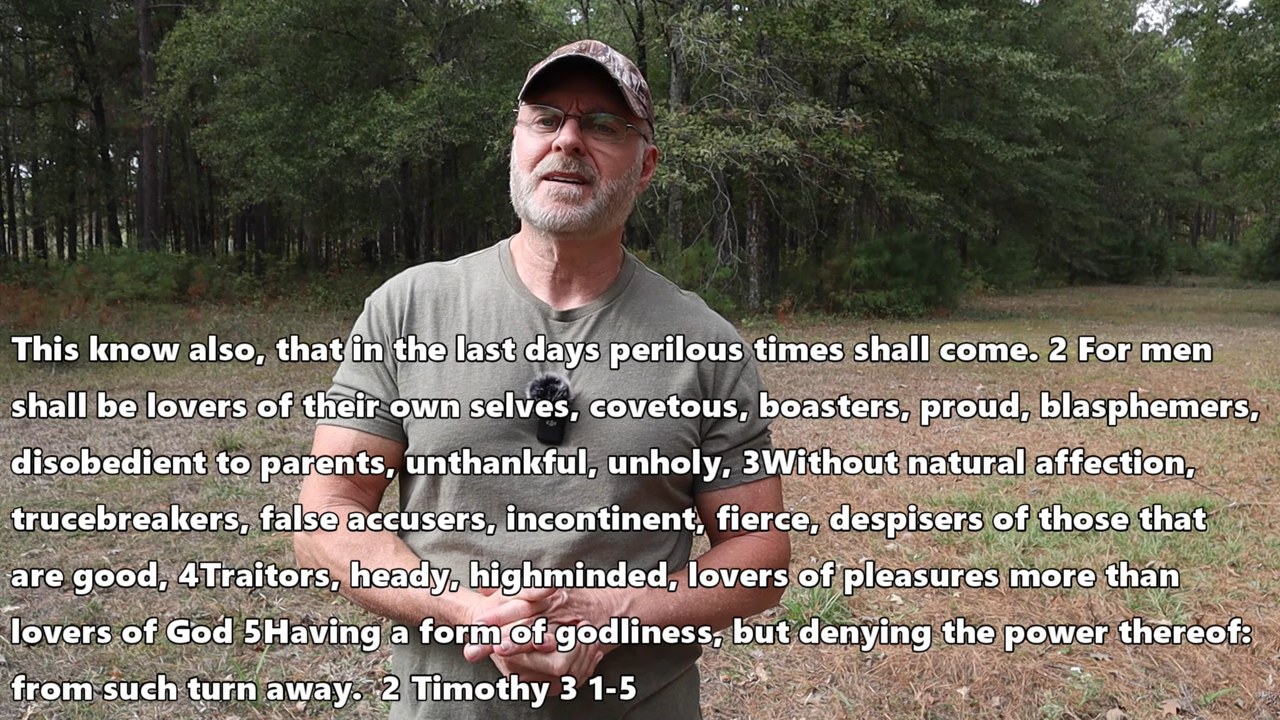 This know also, that in the last days perilous times shall come. 2 For men
shall be lovers of their own selves, covetous, boasters, proud, blasphemers,
disobedient to parents, unthankful, unholy, 3Without natural affection,
trucebreakers, false accusers, incontinent, fierce, despisers of those that
are good, 4Traitors, heady, highminded, lovers of pleasures more than
lovers of God 5Having a form of godliness, but denying the power thereof:
from such turn away.  2 Timothy 3 1-5
dji